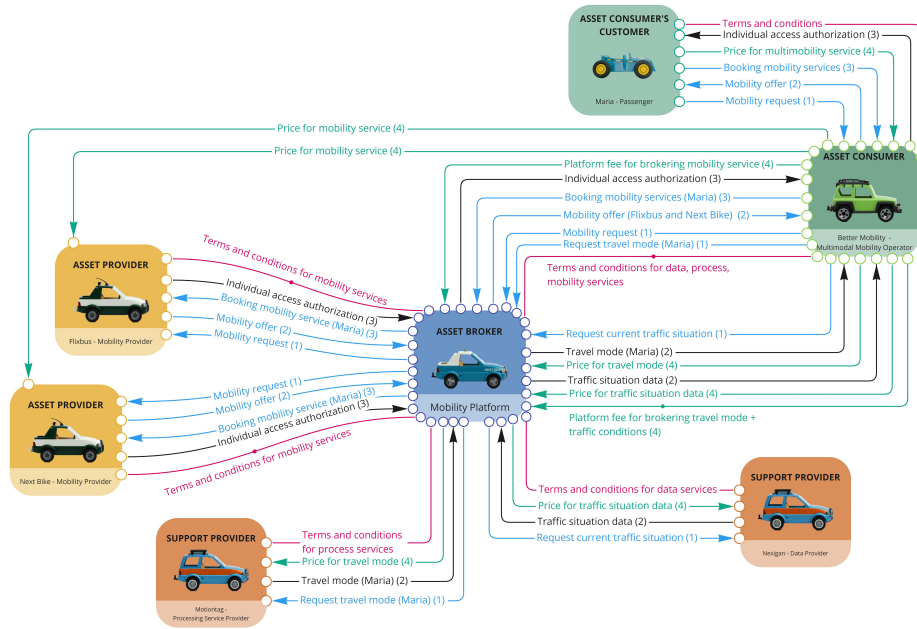 ASSET CONSUMER'S
CUSTOMER
Maria - Passenger
Terms and conditions
Individual access authorization (3)
Price for multimobility service (4)
Booking mobility services (3)
Mobility offer (2)
Mobility request (1)
Price for mobility service (4)
Price for mobility service (4)
Platform fee for brokering mobility service (4)
Individual access authorization (3)
Booking mobility services (Maria) (3)
Mobility offer (Flixbus and Next Bike) (2)
Mobility request (1)
Request travel mode (Maria) (1)
Terms and conditions for data, process,
mobility services
ASSET CONSUMER
Better Mobility -
Multimodal Mobility Operator
ASSET PROVIDER
Flixbus - Mobility Provider
Terms and conditions for mobility services
Individual access authorization (3)
Booking mobility service (Maria) (3)
Mobility offer (2)
Mobility request (1)
ASSET BROKER
Mobility Platform
Request current traffic situation (1)
Travel mode (Maria) (2)
Price for travel mode (4)
Traffic situation data (2)
Price for traffic situation data (4)
Platform fee for brokering travel mode +
traffic conditions (4)
ASSET PROVIDER
Next Bike - Mobility Provider
Mobility request (1)
Mobility offer (2)
Booking mobility service (Maria) (3)
Individual access authorization (3)
Terms and conditions for mobility services
SUPPORT PROVIDER
Nexigan - Data Provider
Terms and conditions for data services
Price for traffic situation data (4)
Traffic situation data (2)
Request current traffic situation (1)
SUPPORT PROVIDER
Motiontag -
Processing Service Provider
Terms and conditions
for process services
Price for travel mode (4)
Travel mode (Maria) (2)
Request travel mode (Maria) (1)